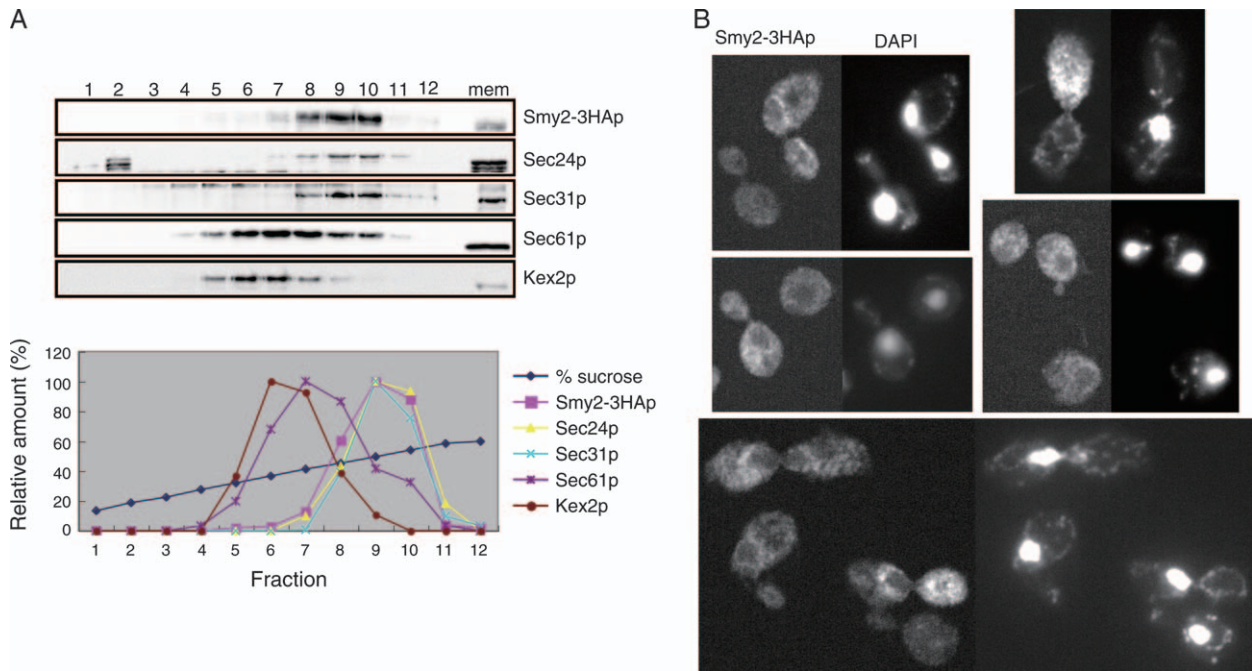 A
1 2 3 4 5 6 7 8 9 10 11 12 mem
Smy2-3HAp
Sec24p
Sec31p
Sec61p
Kex2p
Relative amount (%)
120
100
80
60
40
20
0
1 2 3 4 5 6 7 8 9 10 11 12
Fraction
% sucrose
Smy2-3HAp
Sec24p
Sec31p
Sec61p
Kex2p
B
Smy2-3HAp DAPI